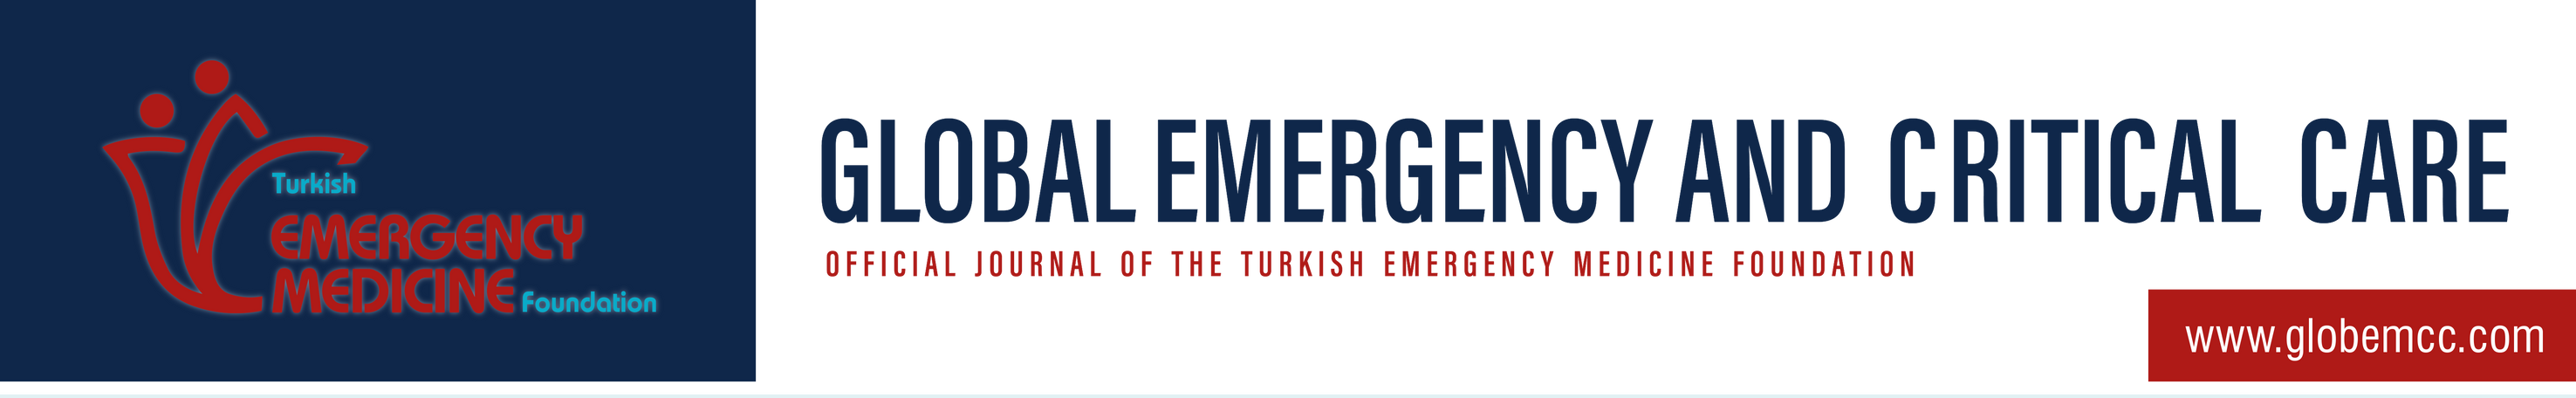 Turkish
EMERGENCY
MEDICINE Foundation
GLOBAL EMERGENCY AND CRITICAL CARE
OFFICIAL JOURNAL OF THE TURKISH EMERGENCY MEDICINE FOUNDATION
www.globemcc.com